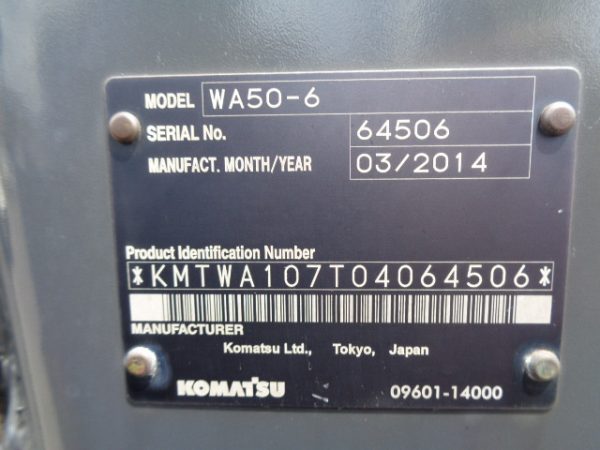 MODEL WA50-6
SERIAL No. 64506
MANUFACT. MONTH/YEAR 03/2014
Product Identification Number
*KMTWA107T04064506*
MANUFACTURER
Komatsu Ltd., Tokyo, Japan
KOMATSU 09601-14000